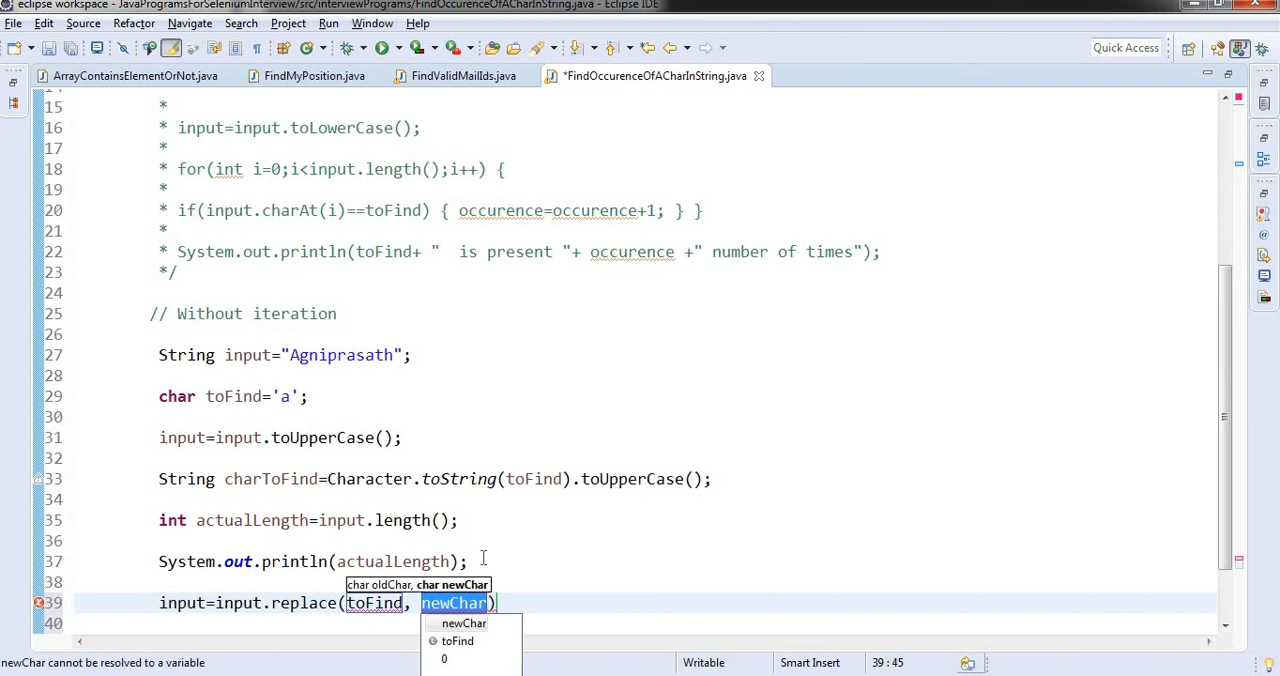 eclipse workspace - JavaProgramsForSeleniumInterview/src/interviewPrograms/FindOccurenceOfACharInString.java - Eclipse IDE
File Edit Source Refactor Navigate Search Project Run Window Help
Quick Access
ArrayContainsElementOrNot.java FindMyPosition.java FindValidMailIds.java *FindOccurenceOfACharInString.java
15 *
16 * input=input.toLowerCase();
17 *
18 * for(int i=0;i<input.length();i++) {
19 *
20 * if(input.charAt(i)==toFind) { occurence=occurence+1; } }
21 *
22 * System.out.println(toFind+ "  is present "+ occurence +" number of times");
23 */
24
25 // Without iteration
26
27 String input="Agniprasath";
28
29 char toFind='a';
30
31 input=input.toUpperCase();
32
33 String charToFind=Character.toString(toFind).toUpperCase();
34
35 int actualLength=input.length();
36
37 System.out.println(actualLength);
38 char oldChar, char newChar
39 input=input.replace(toFind, newChar)
40 newChar
toFind
0
newChar cannot be resolved to a variable Writable Smart Insert 39 : 45